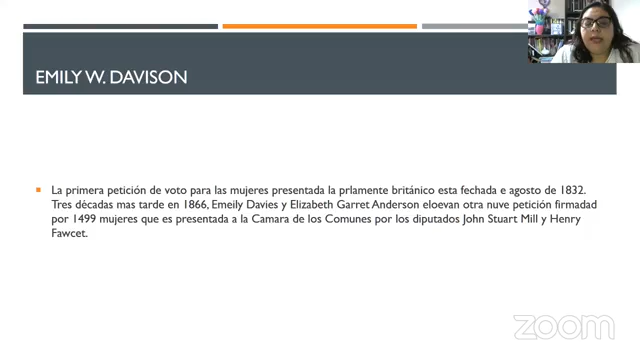 EMILY W. DAVISON
La primera petición de voto para las mujeres presentada la prlamente británico esta fechada e agosto de 1832.
Tres décadas mas tarde en 1866, Emeily Davies y Elizabeth Garret Anderson eloevan otra nuve petición firmadad
por 1499 mujeres que es presentada a la Camara de los Comunes por los diputados John Stuart Mill y Henry
Fawcet.
zoom